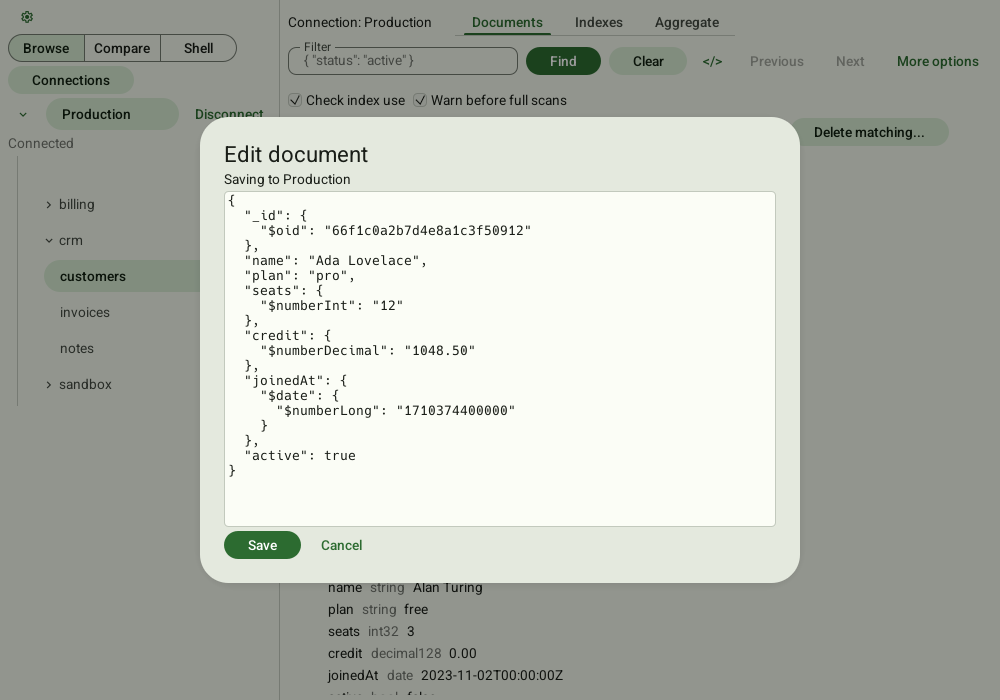 Browse
Compare
Shell
Connections
Production
Disconnect
Connected
billing
crm
customers
invoices
notes
sandbox
Connection: Production
Documents
Indexes
Aggregate
Filter
{ "status": "active" }
Find
Clear
</>
Previous
Next
More options
Check index use
Warn before full scans
Delete matching...
Edit document
Saving to Production
{
  "_id": {
    "$oid": "66f1c0a2b7d4e8a1c3f50912"
  },
  "name": "Ada Lovelace",
  "plan": "pro",
  "seats": {
    "$numberInt": "12"
  },
  "credit": {
    "$numberDecimal": "1048.50"
  },
  "joinedAt": {
    "$date": {
      "$numberLong": "1710374400000"
    }
  },
  "active": true
}
Save
Cancel
name string Alan Turing
plan string free
seats int32 3
credit decimal128 0.00
joinedAt date 2023-11-02T00:00:00Z